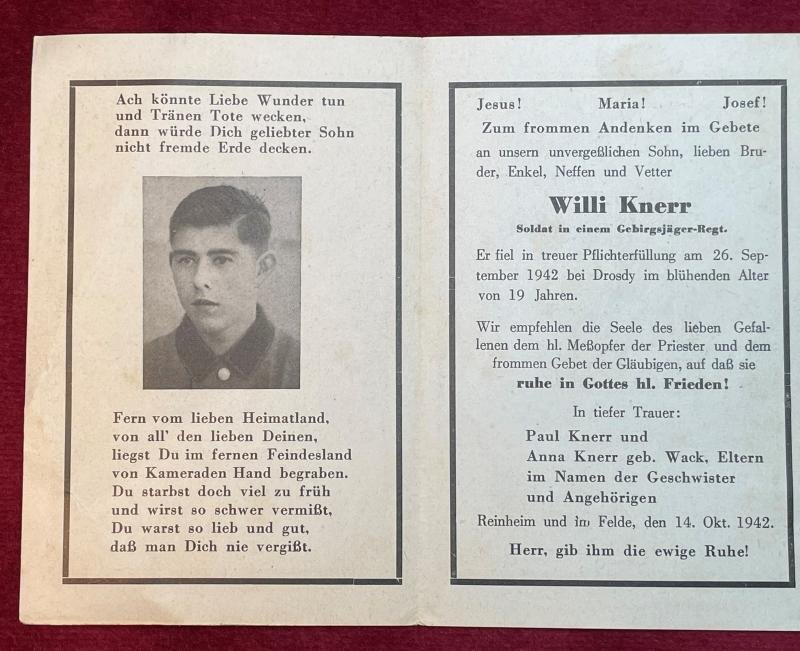 Ach könnte Liebe Wunder tun
und Tränen Tote wecken,
dann würde Dich geliebter Sohn
nicht fremde Erde decken.
Fern vom lieben Heimatland,
von all' den lieben Deinen,
liegst Du im fernen Feindesland
von Kameraden Hand begraben.
Du starbst doch viel zu früh
und wirst so schwer vermißt,
Du warst so lieb und gut,
daß man Dich nie vergißt.
Jesus! Maria! Josef!
Zum frommen Andenken im Gebete
an unsern unvergeßlichen Sohn, lieben Bru-
der, Enkel, Neffen und Vetter
Willi Knerr
Soldat in einem Gebirgsjäger-Regt.
Er fiel in treuer Pflichterfüllung am 26. Sep-
tember 1942 bei Drosdy im blühenden Alter
von 19 Jahren.
Wir empfehlen die Seele des lieben Gefal-
lenen dem hl. Meßopfer der Priester und dem
frommen Gebet der Gläubigen, auf daß sie
ruhe in Gottes hl. Frieden!
In tiefer Trauer:
Paul Knerr und
Anna Knerr geb. Wack, Eltern
im Namen der Geschwister
und Angehörigen
Reinheim und im Felde, den 14. Okt. 1942.
Herr, gib ihm die ewige Ruhe!